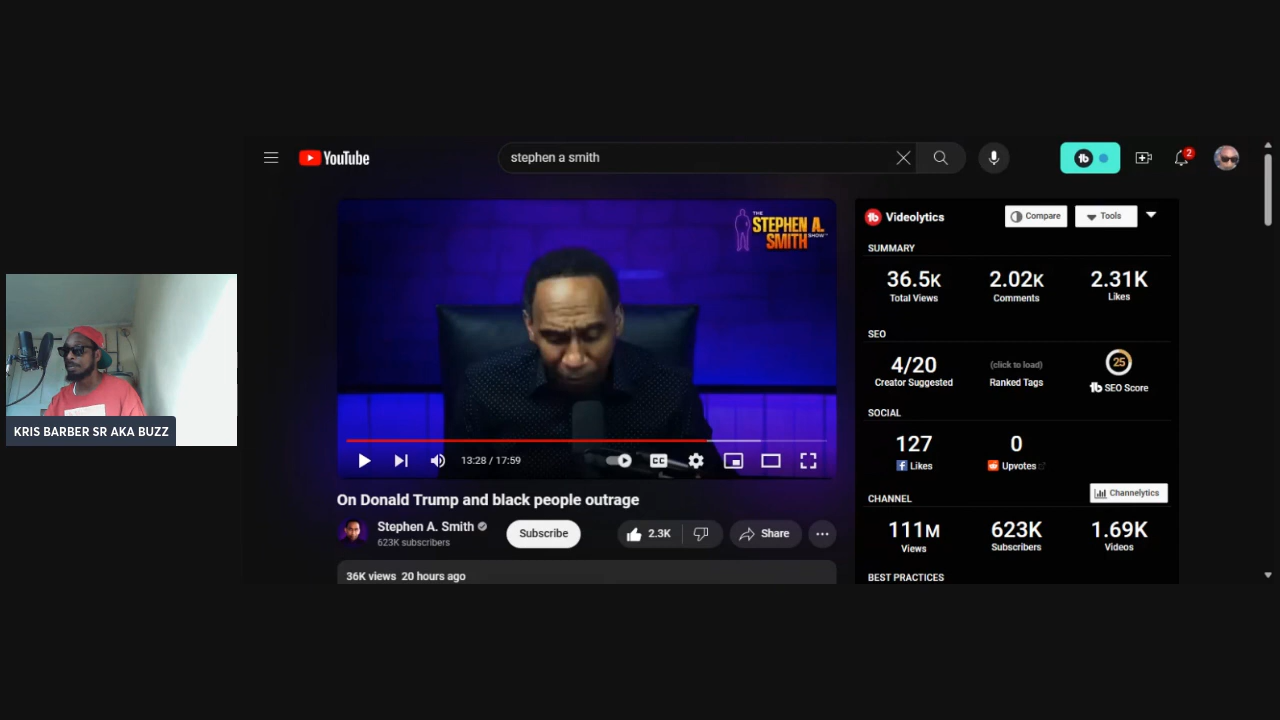 YouTube
stephen a smith
2
THE
STEPHEN A.
SMITH SHOW
13:28 / 17:59
CC
On Donald Trump and black people outrage
Stephen A. Smith
623K subscribers
Subscribe
2.3K
Share
36K views 20 hours ago
KRIS BARBER SR AKA BUZZ
tb
Videolytics
Compare
Tools
SUMMARY
36.5K
2.02K
2.31K
Total Views
Comments
Likes
SEO
4/20
(click to load)
25
Creator Suggested
Ranked Tags
tb SEO Score
SOCIAL
127
0
f Likes
Upvotes
CHANNEL
Channelytics
111M
623K
1.69K
Views
Subscribers
Videos
BEST PRACTICES